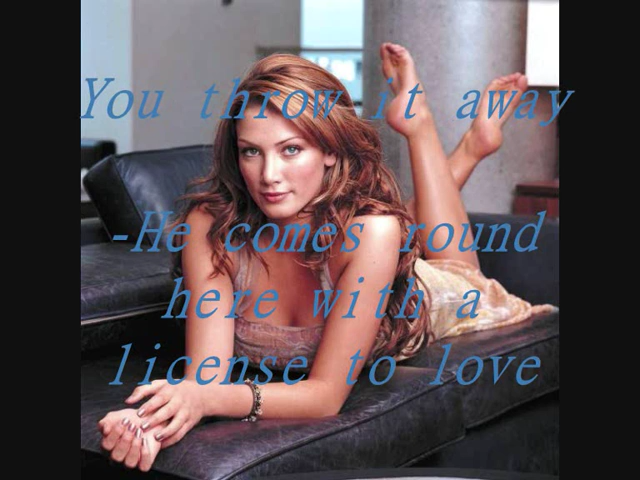 You throw it away
-He comes round
here with a
license to love